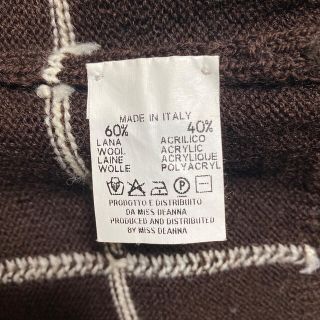 MADE IN ITALY
60% 40%
LANA ACRILICO
WOOL ACRYLIC
LAINE ACRYLIQUE
WOLLE POLYACRYL
P
PRODOTTO E DISTRIBUITO
DA MISS DEANNA
PRODUCED AND DISTRIBUTED
BY MISS DEANNA